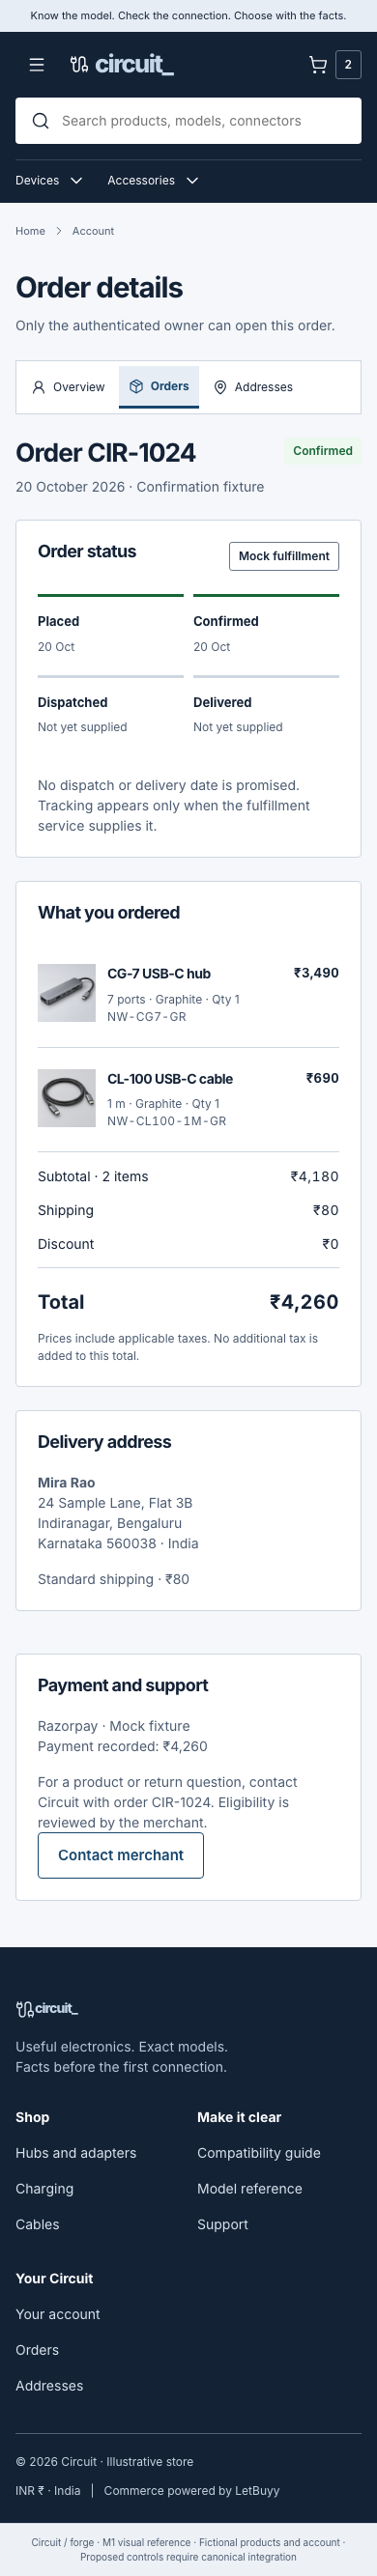 Know the model. Check the connection. Choose with the facts.
circuit_
2
Search products, models, connectors
Devices
Accessories
Home
Account
Order details
Only the authenticated owner can open this order.
Overview
Orders
Addresses
Order CIR-1024
Confirmed
20 October 2026 · Confirmation fixture
Order status
Mock fulfillment
Placed
20 Oct
Confirmed
20 Oct
Dispatched
Not yet supplied
Delivered
Not yet supplied
No dispatch or delivery date is promised.
Tracking appears only when the fulfillment
service supplies it.
What you ordered
CG-7 USB-C hub
₹3,490
7 ports · Graphite · Qty 1
NW-CG7-GR
CL-100 USB-C cable
₹690
1 m · Graphite · Qty 1
NW-CL100-1M-GR
Subtotal · 2 items
₹4,180
Shipping
₹80
Discount
₹0
Total
₹4,260
Prices include applicable taxes. No additional tax is
added to this total.
Delivery address
Mira Rao
24 Sample Lane, Flat 3B
Indiranagar, Bengaluru
Karnataka 560038 · India
Standard shipping · ₹80
Payment and support
Razorpay · Mock fixture
Payment recorded: ₹4,260
For a product or return question, contact
Circuit with order CIR-1024. Eligibility is
reviewed by the merchant.
Contact merchant
circuit_
Useful electronics. Exact models.
Facts before the first connection.
Shop
Hubs and adapters
Charging
Cables
Make it clear
Compatibility guide
Model reference
Support
Your Circuit
Your account
Orders
Addresses
© 2026 Circuit · Illustrative store
INR ₹ · India | Commerce powered by LetBuyy
Circuit / forge · M1 visual reference · Fictional products and account ·
Proposed controls require canonical integration